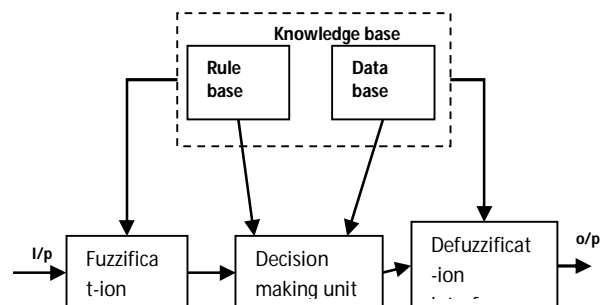 Knowledge base
Rule
base
Data
base
I/p
Fuzzifica
t-ion
Decision
making unit
Defuzzificat
-ion
o/p